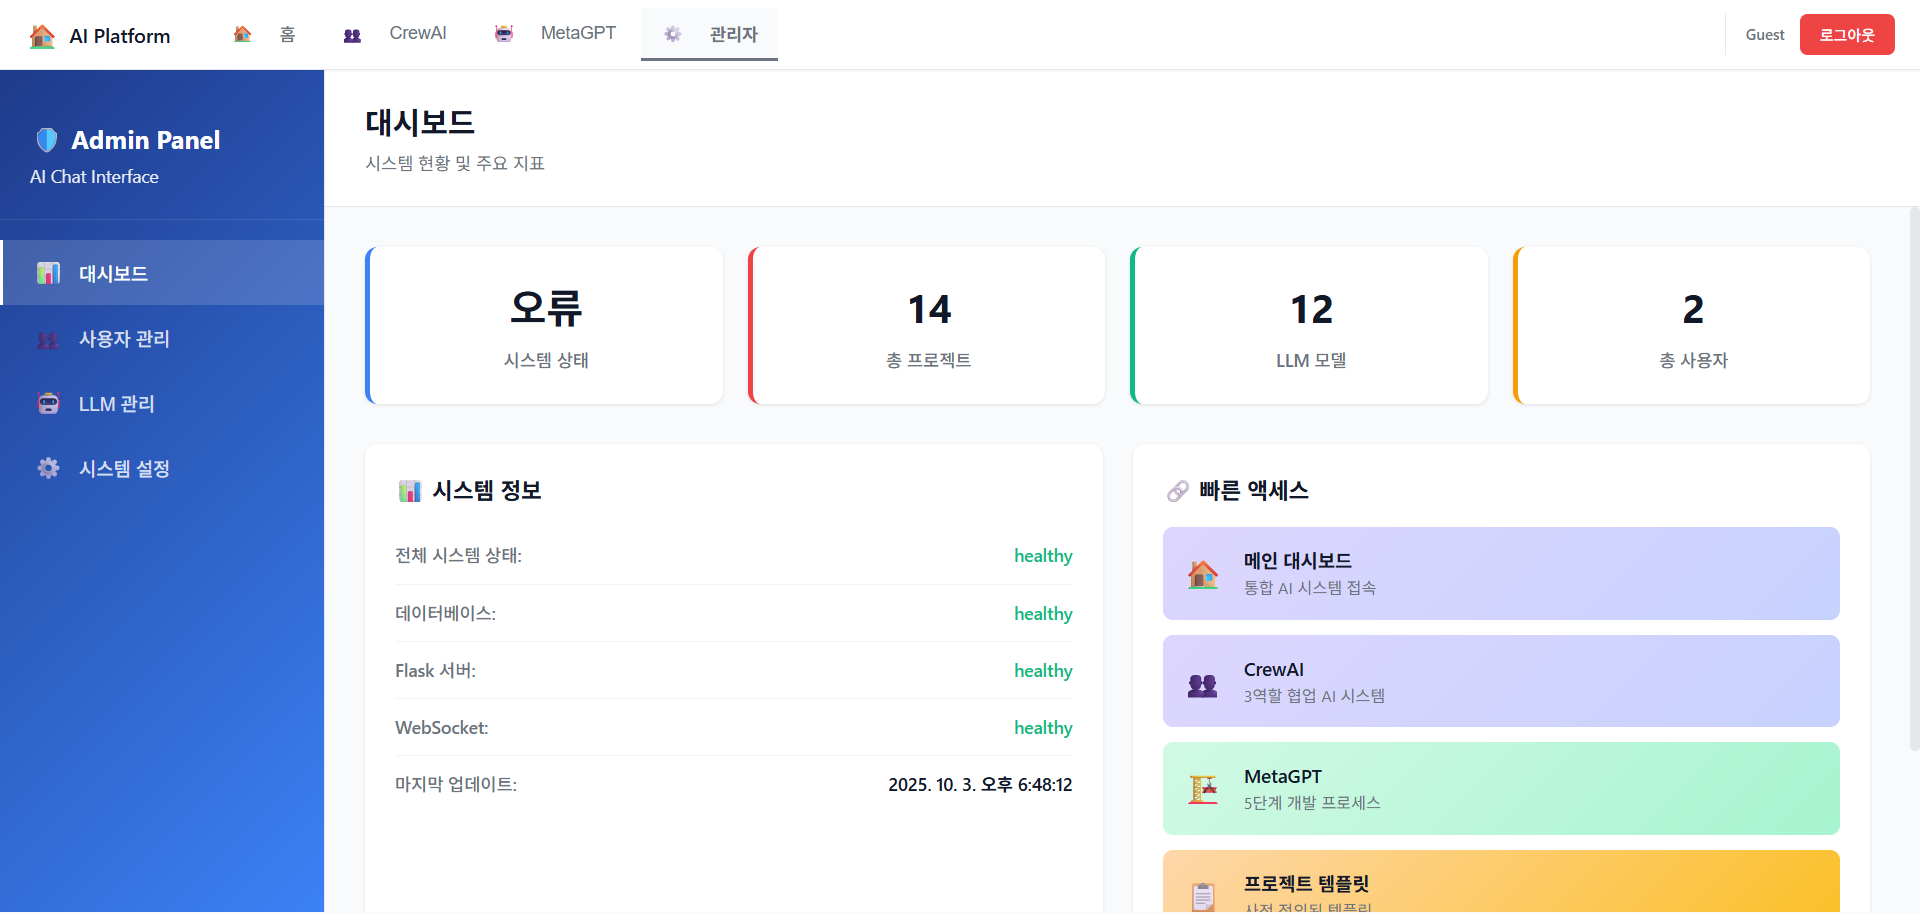 AI Platform
홈
CrewAI
MetaGPT
관리자
Guest
로그아웃
Admin Panel
AI Chat Interface
대시보드
사용자 관리
LLM 관리
시스템 설정
대시보드
시스템 현황 및 주요 지표
오류
시스템 상태
14
총 프로젝트
12
LLM 모델
2
총 사용자
시스템 정보
전체 시스템 상태: healthy
데이터베이스: healthy
Flask 서버: healthy
WebSocket: healthy
마지막 업데이트: 2025. 10. 3. 오후 6:48:12
빠른 액세스
메인 대시보드
통합 AI 시스템 접속
CrewAI
3역할 협업 AI 시스템
MetaGPT
5단계 개발 프로세스
프로젝트 템플릿
사전 정의된 템플릿